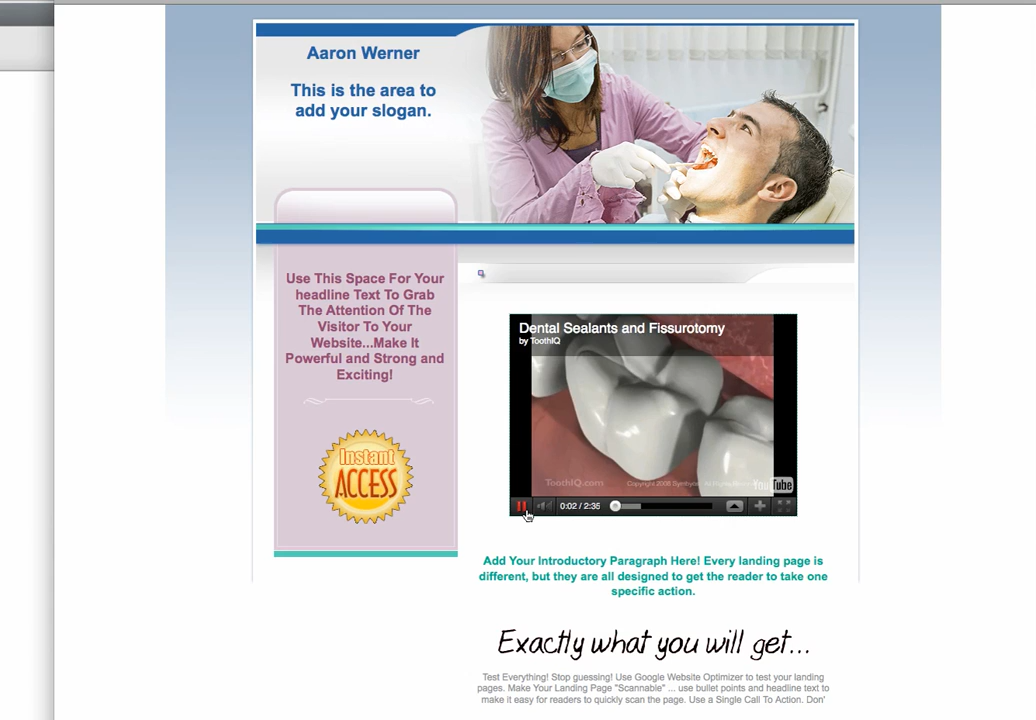 Aaron Werner
This is the area to
add your slogan.
Use This Space For Your
headline Text To Grab
The Attention Of The
Visitor To Your
Website...Make It
Powerful and Strong and
Exciting!
Instant
ACCESS
Dental Sealants and Fissurotomy
by ToothIQ
ToothIQ.com
Copyright 2008
YouTube
0:02 / 2:35
Add Your Introductory Paragraph Here! Every landing page is
different, but they are all designed to get the reader to take one
specific action.
Exactly what you will get...
Test Everything! Stop guessing! Use Google Website Optimizer to test your landing
pages. Make Your Landing Page "Scannable" ... use bullet points and headline text to
make it easy for readers to quickly scan the page. Use a Single Call To Action. Don'